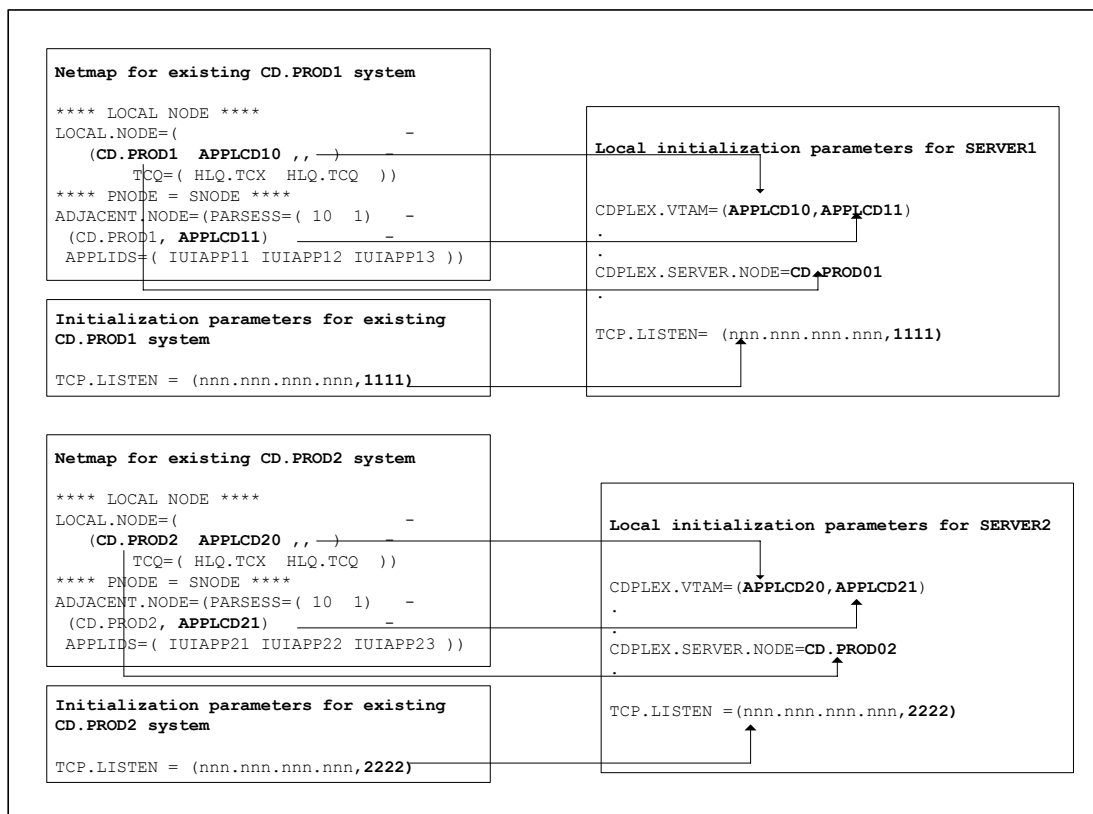 Netmap for existing CD.PROD1 system
**** LOCAL NODE ****
LOCAL.NODE=( -
(CD.PROD1 APPLCD10 ,, ) -
TCQ=( HLQ.TCX HLQ.TCQ ))
**** PNODE = SNODE ****
ADJACENT.NODE=(PARSESS=( 10 1) -
(CD.PROD1, APPLCD11) -
APPLIDS=( IUIAPP11 IUIAPP12 IUIAPP13 ))
Initialization parameters for existing
CD.PROD1 system
TCP.LISTEN = (nnn.nnn.nnn.nnn,1111)
Local initialization parameters for SERVER1
CDPLEX.VTAM=(APPLCD10,APPLCD11)
.
.
CDPLEX.SERVER.NODE=CD.PROD01
.
TCP.LISTEN= (nnn.nnn.nnn.nnn,1111)
Netmap for existing CD.PROD2 system
**** LOCAL NODE ****
LOCAL.NODE=( -
(CD.PROD2 APPLCD20 ,, ) -
TCQ=( HLQ.TCX HLQ.TCQ ))
**** PNODE = SNODE ****
ADJACENT.NODE=(PARSESS=( 10 1) -
(CD.PROD2, APPLCD21) -
APPLIDS=( IUIAPP21 IUIAPP22 IUIAPP23 ))
Initialization parameters for existing
CD.PROD2 system
TCP.LISTEN = (nnn.nnn.nnn.nnn,2222)
Local initialization parameters for SERVER2
CDPLEX.VTAM=(APPLCD20,APPLCD21)
.
.
CDPLEX.SERVER.NODE=CD.PROD02
.
TCP.LISTEN =(nnn.nnn.nnn.nnn,2222)